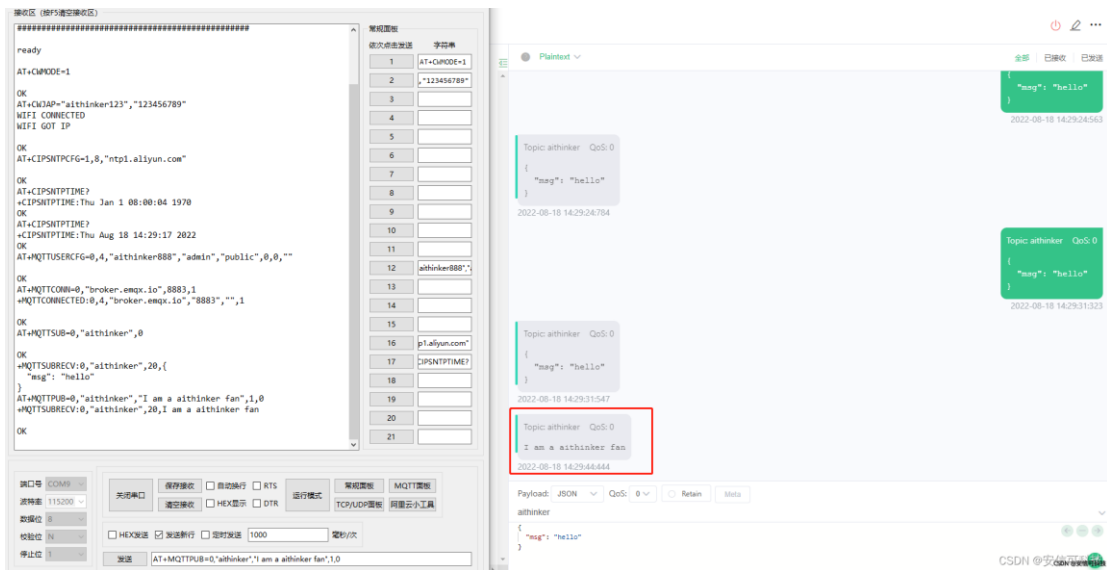 接收区（按F5清空接收区）
##################################################
ready
AT+CWMODE=1
OK
AT+CWJAP="aithinker123","123456789"
WIFI CONNECTED
WIFI GOT IP
OK
AT+CIPSNTPCFG=1,8,"ntp1.aliyun.com"
OK
AT+CIPSNTPTIME?
+CIPSNTPTIME:Thu Jan 1 08:00:04 1970
OK
AT+CIPSNTPTIME?
+CIPSNTPTIME:Thu Aug 18 14:29:17 2022
OK
AT+MQTTUSERCFG=0,4,"aithinker888","admin","public",0,0,""
OK
AT+MQTTCONN=0,"broker.emqx.io",8883,1
+MQTTCONNECTED:0,4,"broker.emqx.io","8883","",1
OK
AT+MQTTSUB=0,"aithinker",0
OK
+MQTTSUBRECV:0,"aithinker",20,{
"msg": "hello"
}
AT+MQTTPUB=0,"aithinker","I am a aithinker fan",1,0
+MQTTSUBRECV:0,"aithinker",20,I am a aithinker fan
OK
常规面板
依次点击发送 字符串
1 AT+CWMODE=1
2 ,"123456789"
3
4
5
6
7
8
9
10
11
12 aithinker888","
13
14
15
16 p1.aliyun.com"
17 CIPSNTPTIME?
18
19
20
21
端口号 COM9
波特率 115200
数据位 8
校验位 N
停止位 1
关闭串口
保存接收 自动换行 RTS
清空接收 HEX显示 DTR
运行模式
常规面板 MQTT面板
TCP/UDP面板 阿里云小工具
HEX发送 发送新行 定时发送 1000 毫秒/次
发送 AT+MQTTPUB=0,"aithinker","I am a aithinker fan",1,0
Plaintext
全部 已接收 已发送
{
"msg": "hello"
}
2022-08-18 14:29:24:563
Topic: aithinker QoS: 0
{
"msg": "hello"
}
2022-08-18 14:29:24:784
Topic: aithinker QoS: 0
{
"msg": "hello"
}
2022-08-18 14:29:31:323
Topic: aithinker QoS: 0
{
"msg": "hello"
}
2022-08-18 14:29:31:547
Topic: aithinker QoS: 0
I am a aithinker fan
2022-08-18 14:29:44:444
Payload: JSON QoS: 0 Retain Meta
aithinker
{
"msg": "hello"
}
CSDN @安信可科技